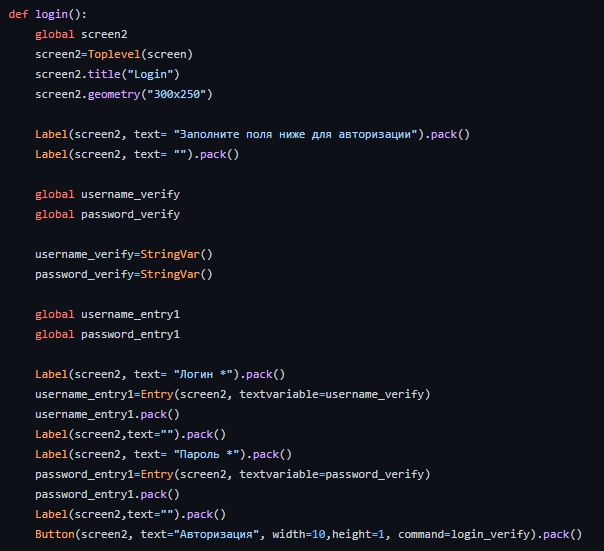 def login():
    global screen2
    screen2=Toplevel(screen)
    screen2.title("Login")
    screen2.geometry("300x250")

    Label(screen2, text= "Заполните поля ниже для авторизации").pack()
    Label(screen2, text= "").pack()

    global username_verify
    global password_verify

    username_verify=StringVar()
    password_verify=StringVar()

    global username_entry1
    global password_entry1

    Label(screen2, text= "Логин *").pack()
    username_entry1=Entry(screen2, textvariable=username_verify)
    username_entry1.pack()
    Label(screen2,text="").pack()
    Label(screen2, text= "Пароль *").pack()
    password_entry1=Entry(screen2, textvariable=password_verify)
    password_entry1.pack()
    Label(screen2,text="").pack()
    Button(screen2, text="Авторизация", width=10,height=1, command=login_verify).pack()